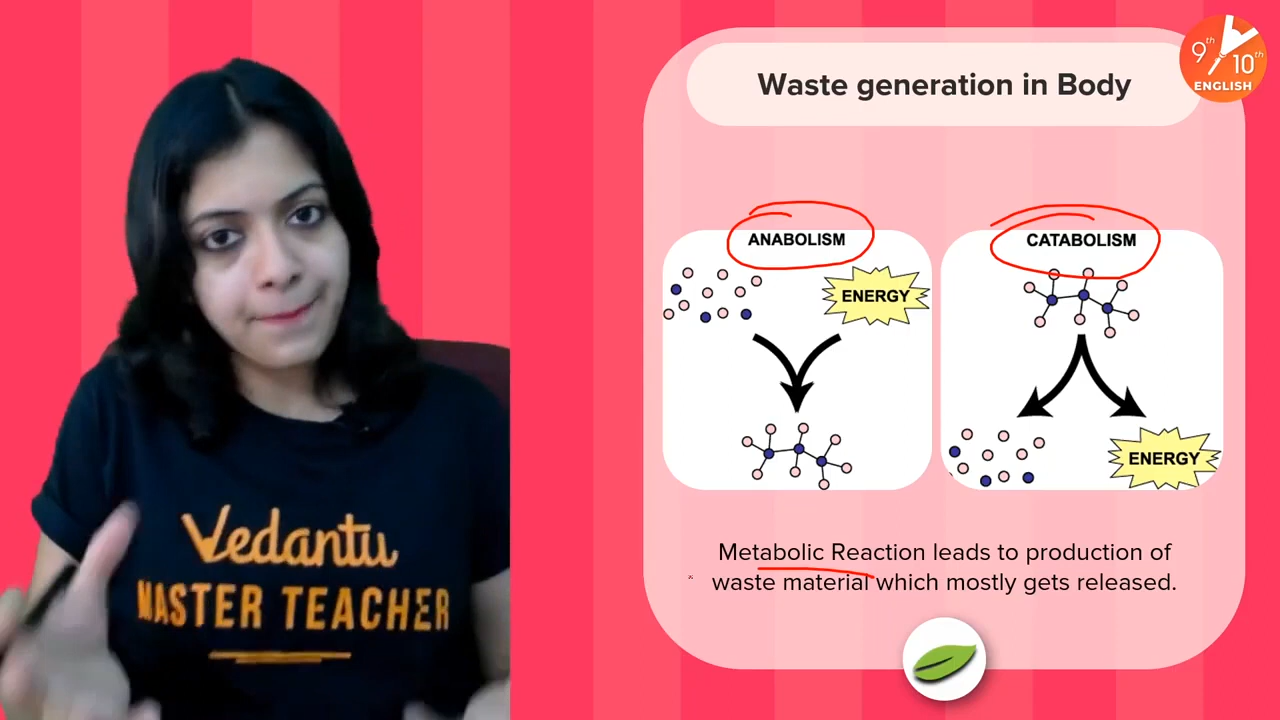 Waste generation in Body
9th 10th
ENGLISH
ANABOLISM
ENERGY
CATABOLISM
ENERGY
Metabolic Reaction leads to production of
waste material which mostly gets released.
Vedantu
MASTER TEACHER